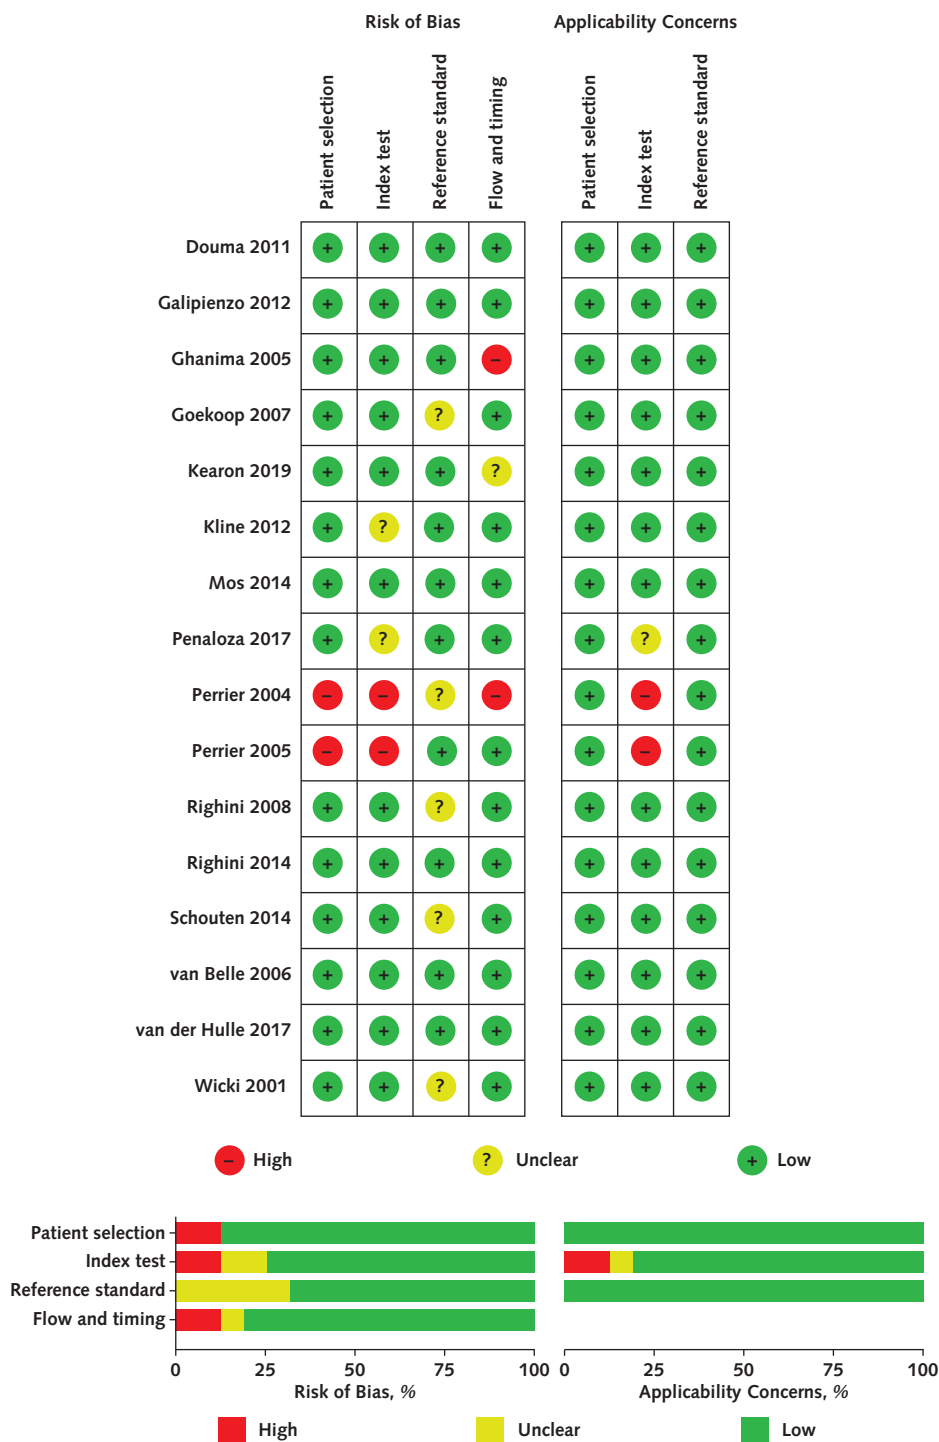 Risk of Bias
Applicability Concerns
Patient selection
Index test
Reference standard
Flow and timing
Patient selection
Index test
Reference standard
Douma 2011 + + + + + + +
Galipienzo 2012 + + + + + + +
Ghanima 2005 + + + – + + +
Goekoop 2007 + + ? + + + +
Kearon 2019 + + + ? + + +
Kline 2012 + ? + + + + +
Mos 2014 + + + + + + +
Penaloza 2017 + ? + + + ? +
Perrier 2004 – – ? – + – +
Perrier 2005 – – + + + – +
Righini 2008 + + ? + + + +
Righini 2014 + + + + + + +
Schouten 2014 + + ? + + + +
van Belle 2006 + + + + + + +
van der Hulle 2017 + + + + + + +
Wicki 2001 + + ? + + + +
– High ? Unclear + Low
Patient selection
Index test
Reference standard
Flow and timing
0 25 50 75 100 0 25 50 75 100
Risk of Bias, % Applicability Concerns, %
High Unclear Low